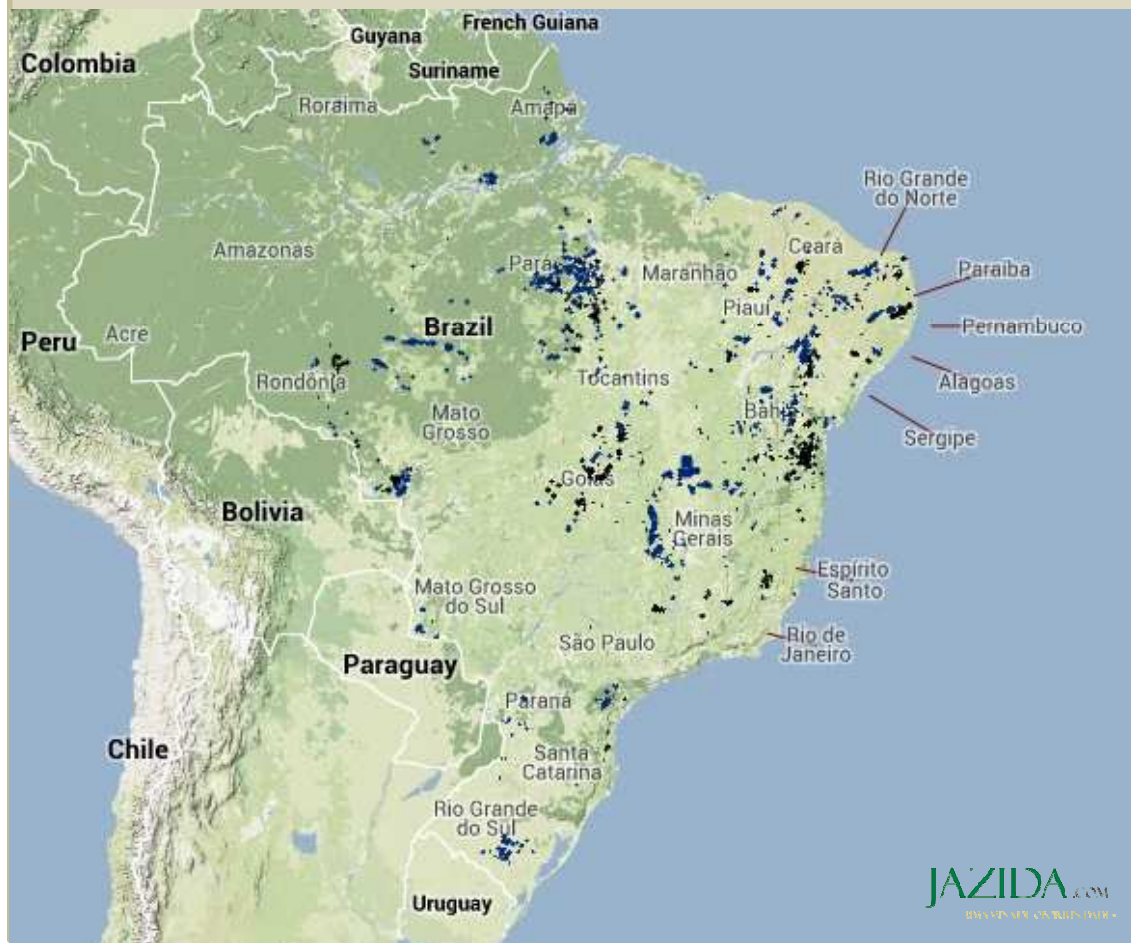 French Guiana
Guyana
Colombia
Suriname
Roraima
Amapá
Rio Grande
do Norte
Ceará
Amazonas
Pará
Maranhão
Paraíba
Piauí
Brazil
Pernambuco
Peru
Acre
Rondônia
Tocantins
Alagoas
Mato
Grosso
Sergipe
Goiás
Bolivia
Minas
Gerais
Espírito
Santo
Mato Grosso
do Sul
São Paulo
Rio de
Janeiro
Paraguay
Paraná
Chile
Santa
Catarina
Rio Grande
do Sul
Uruguay
JAZIDA.COM